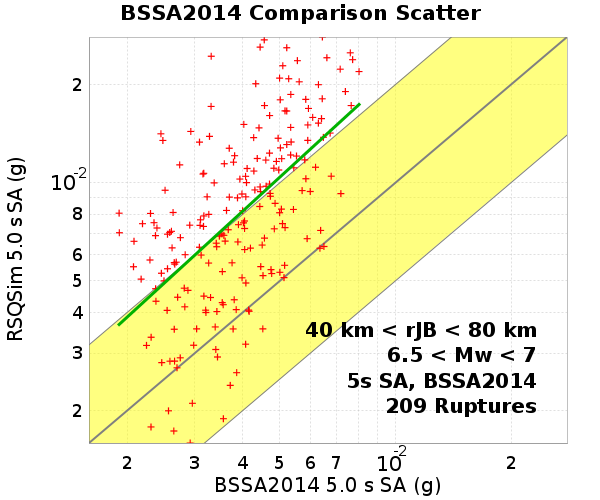 BSSA2014 Comparison Scatter
RSQSim 5.0 s SA (g)
2
10-2
8
6
5
4
3
2
40 km < rJB < 80 km
6.5 < Mw < 7
5s SA, BSSA2014
209 Ruptures
2 3 4 5 6 7 10-2 2
BSSA2014 5.0 s SA (g)